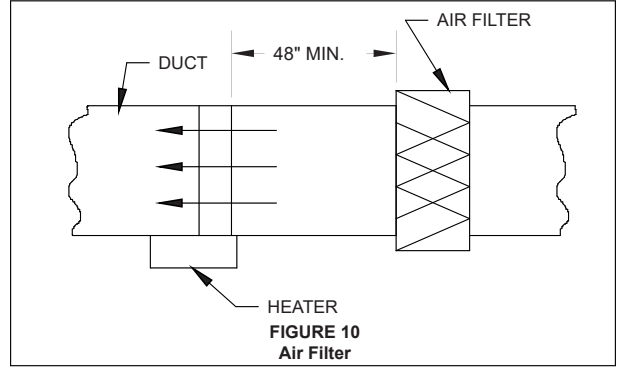 AIR FILTER
48" MIN.
DUCT
HEATER
FIGURE 10
Air Filter